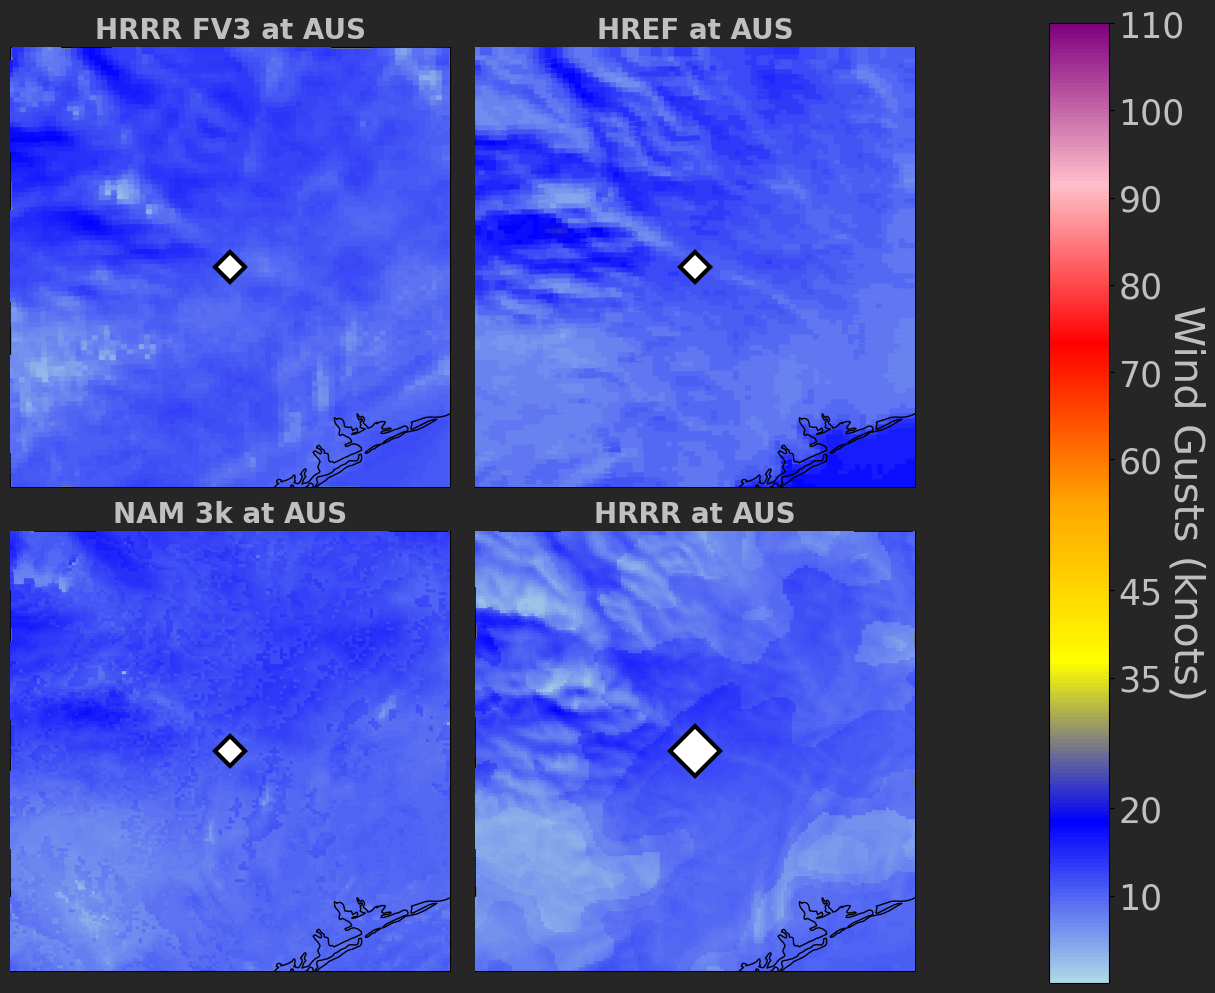 HRRR FV3 at AUS
HREF at AUS
NAM 3k at AUS
HRRR at AUS
110
100
90
80
70
60
45
35
20
10
Wind Gusts (knots)